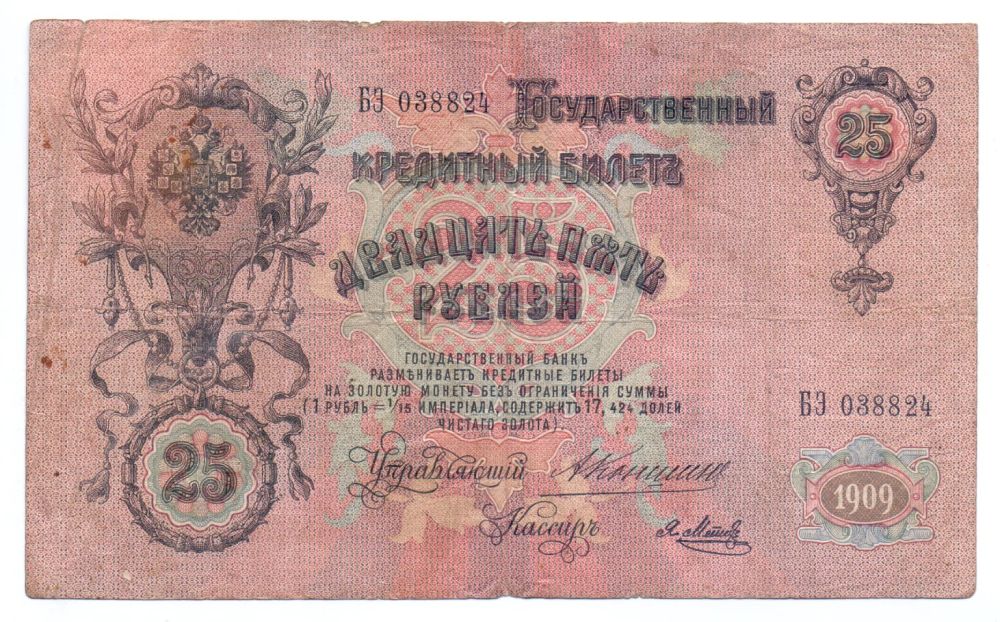 БЭ 038824 Государственный
25
Кредитный Билетъ
Двадцать пять
рублей
25
ГОСУДАРСТВЕННЫЙ БАНКЪ
РАЗМѢНИВАЕТЪ КРЕДИТНЫЕ БИЛЕТЫ
НА ЗОЛОТУЮ МОНЕТУ БЕЗЪ ОГРАНИЧЕНІЯ СУММЫ
(1 РУБЛЬ = 1/15 ИМПЕРІАЛА, СОДЕРЖИТЪ 17,424 ДОЛЕЙ
ЧИСТАГО ЗОЛОТА).
БЭ 038824
25
Управляющій
Кассиръ
1909